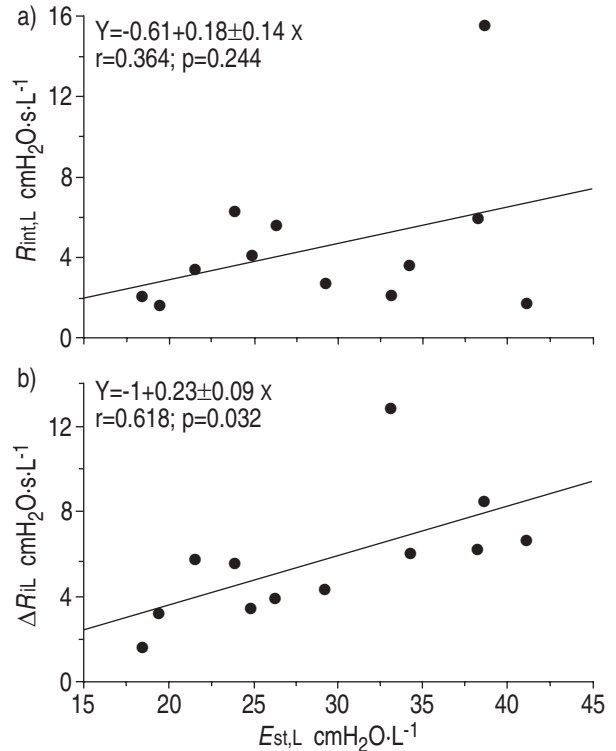 a)
Y=-0.61+0.18±0.14 x
r=0.364; p=0.244
16
12
8
4
0
Rint,L cmH₂O·s·L⁻¹
b)
Y=-1+0.23±0.09 x
r=0.618; p=0.032
12
8
4
0
ΔRiL cmH₂O·s·L⁻¹
15 20 25 30 35 40 45
Est,L cmH₂O·L⁻¹